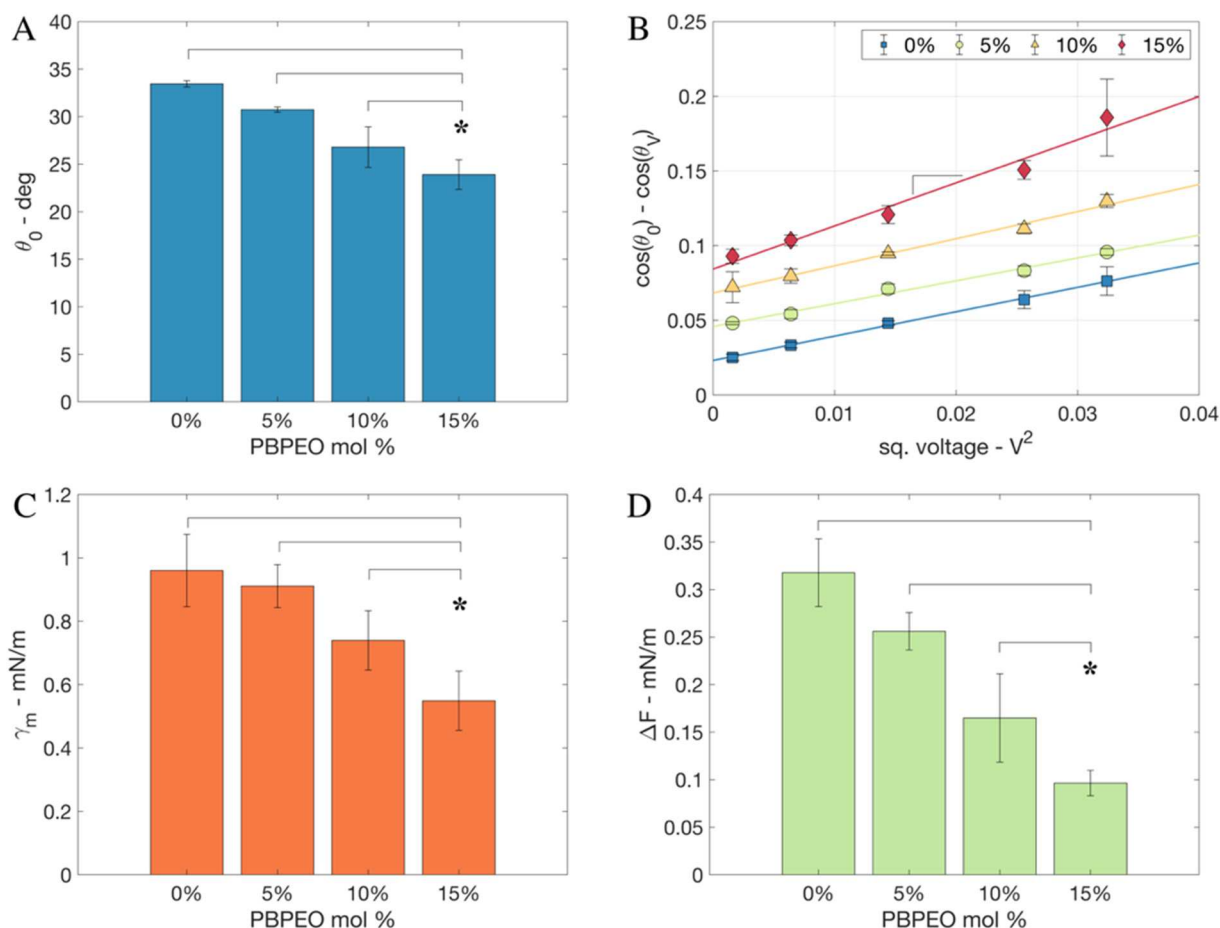 A
40
35
30
25
20
15
10
5
0
θ0 - deg
*
0% 5% 10% 15%
PBPEO mol %
B
0.25
0.2
0.15
0.1
0.05
0
cos(θ0) - cos(θV)
0% 5% 10% 15%
0 0.01 0.02 0.03 0.04
sq. voltage - V²
C
1.2
1
0.8
0.6
0.4
0.2
0
γm - mN/m
*
0% 5% 10% 15%
PBPEO mol %
D
0.4
0.35
0.3
0.25
0.2
0.15
0.1
0.05
0
ΔF - mN/m
*
0% 5% 10% 15%
PBPEO mol %